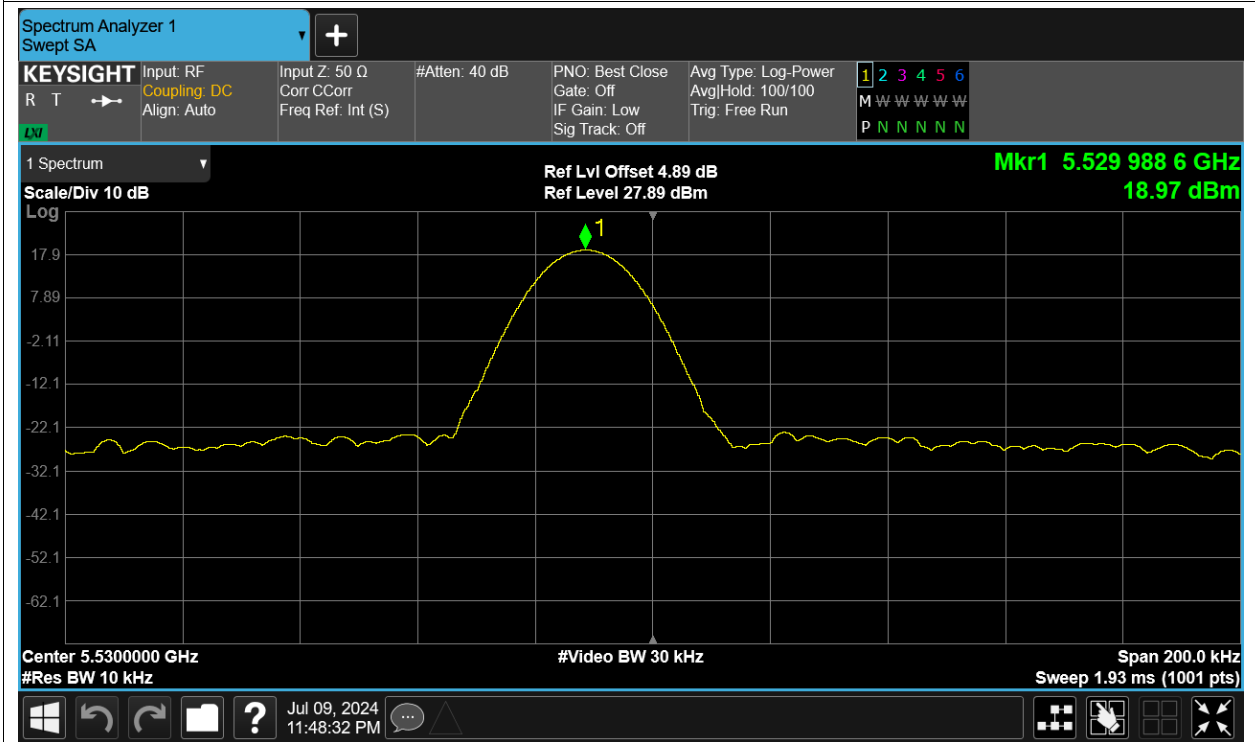 Spectrum Analyzer 1
Swept SA
+
KEYSIGHT
R T
LXI
Input: RF
Coupling: DC
Align: Auto
Input Z: 50 Ω
Corr CCorr
Freq Ref: Int (S)
#Atten: 40 dB
PNO: Best Close
Gate: Off
IF Gain: Low
Sig Track: Off
Avg Type: Log-Power
Avg|Hold: 100/100
Trig: Free Run
1 2 3 4 5 6
M W W W W W
P N N N N N
1 Spectrum
Scale/Div 10 dB
Log
Ref Lvl Offset 4.89 dB
Ref Level 27.89 dBm
Mkr1 5.529 988 6 GHz
18.97 dBm
1
17.9
7.89
-2.11
-12.1
-22.1
-32.1
-42.1
-52.1
-62.1
Center 5.5300000 GHz
#Video BW 30 kHz
Span 200.0 kHz
#Res BW 10 kHz
Sweep 1.93 ms (1001 pts)
?
Jul 09, 2024
11:48:32 PM